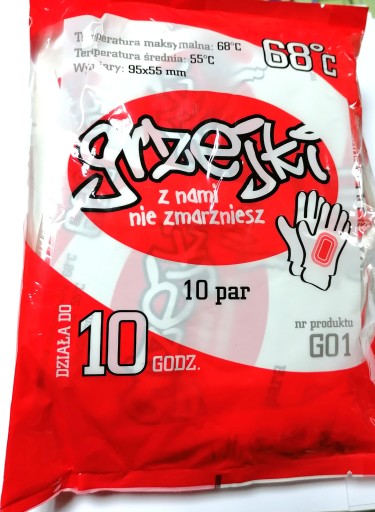 Temperatura maksymalna: 68°C
Temperatura średnia: 55°C
Wymiary: 95x55 mm
68°C
grzejki
z nami
nie zmarzniesz
10 par
DZIAŁA DO
10
GODZ.
nr produktu
G01